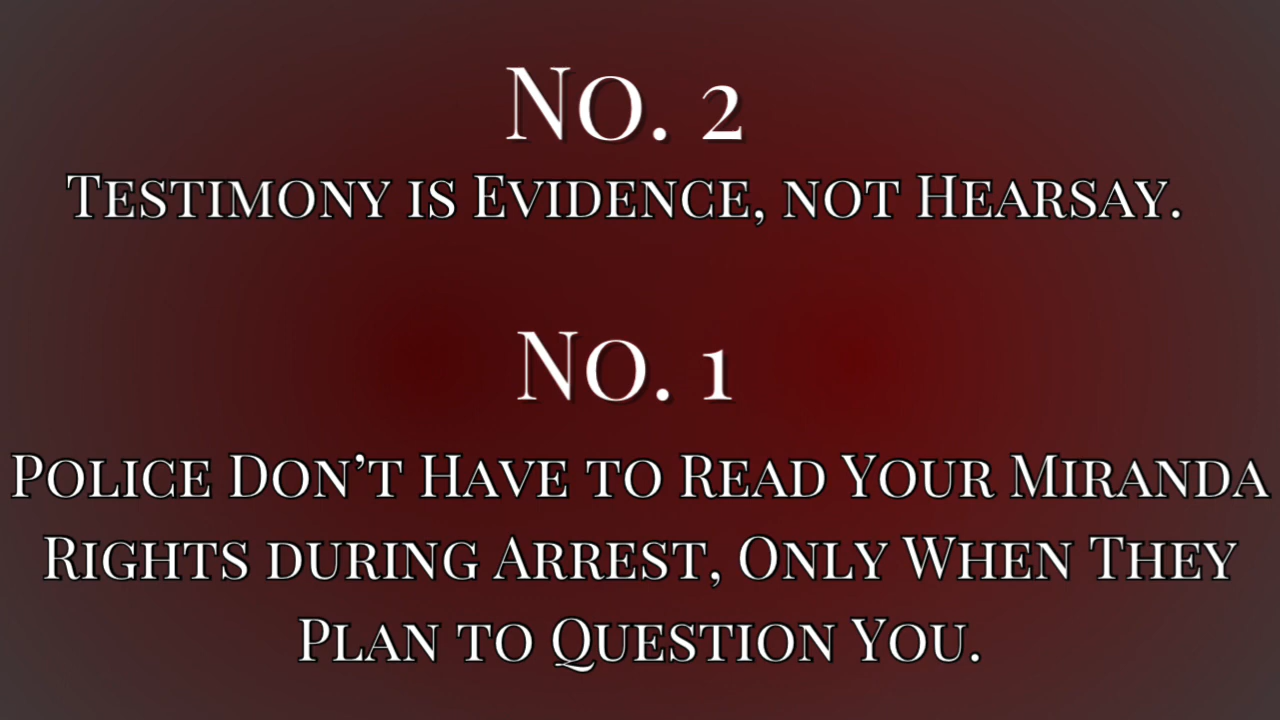 No. 2
Testimony is Evidence, not Hearsay.
No. 1
Police Don't Have to Read Your Miranda
Rights during Arrest, Only When They
Plan to Question You.